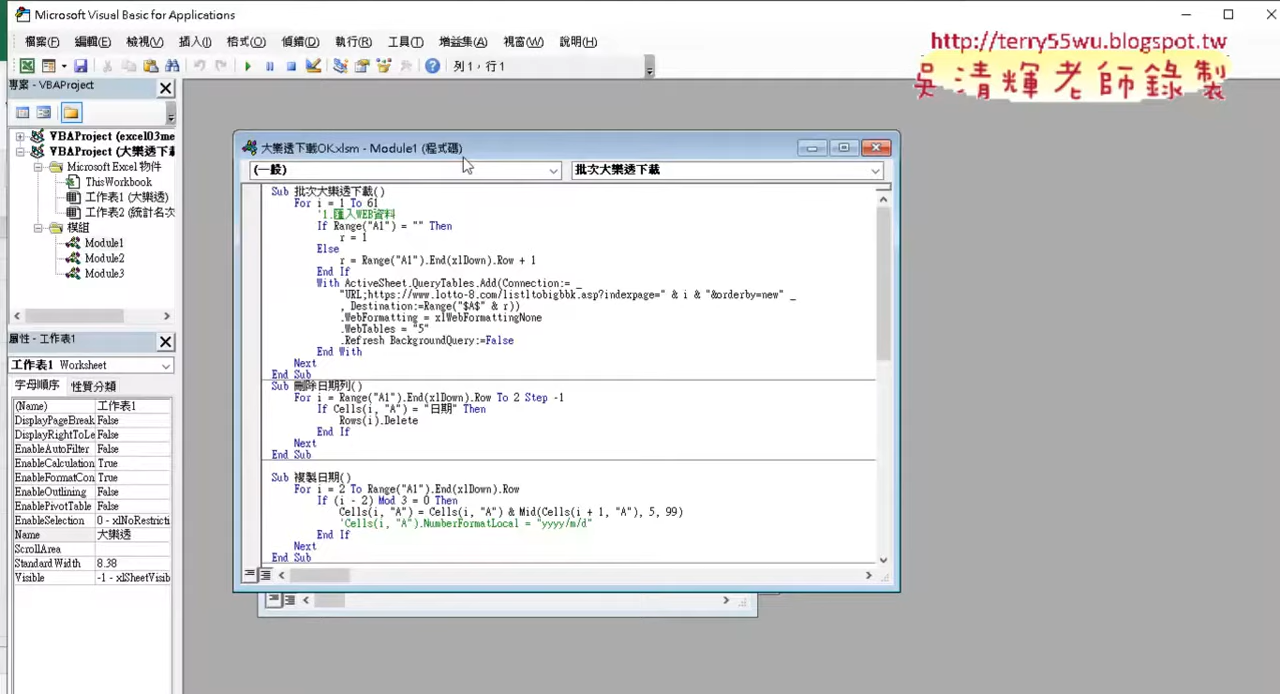 Microsoft Visual Basic for Applications
檔案(F) 編輯(E) 檢視(V) 插入(I) 格式(O) 偵錯(D) 執行(R) 工具(T) 增益集(A) 視窗(W) 說明(H)
列 1，行 1
http://terry55wu.blogspot.tw
吳清輝老師錄製
專案 - VBAProject
VBAProject (excel03me
VBAProject (大樂透下載
Microsoft Excel 物件
ThisWorkbook
工作表1 (大樂透)
工作表2 (統計名次
模組
Module1
Module2
Module3
屬性 - 工作表1
工作表1 Worksheet
字母順序 性質分類
(Name) 工作表1
DisplayPageBreak False
DisplayRightToLe False
EnableAutoFilter False
EnableCalculation True
EnableFormatCon True
EnableOutlining False
EnablePivotTable False
EnableSelection 0 - xlNoRestricti
Name 大樂透
ScrollArea
Standard Width 8.38
Visible -1 - xlSheetVisib
大樂透下載OK.xlsm - Module1 (程式碼)
(一般) 批次大樂透下載
Sub 批次大樂透下載()
For i = 1 To 61
'1.匯入WEB資料
If Range("A1") = "" Then
r = 1
Else
r = Range("A1").End(xlDown).Row + 1
End If
With ActiveSheet.QueryTables.Add(Connection:= _
"URL;https://www.lotto-8.com/listltobigbbk.asp?indexpage=" & i & "&orderby=new" _
, Destination:=Range("$A$" & r))
.WebFormatting = xlWebFormattingNone
.WebTables = "5"
.Refresh BackgroundQuery:=False
End With
Next
End Sub
Sub 刪除日期列()
For i = Range("A1").End(xlDown).Row To 2 Step -1
If Cells(i, "A") = "日期" Then
Rows(i).Delete
End If
Next
End Sub
Sub 複製日期()
For i = 2 To Range("A1").End(xlDown).Row
If (i - 2) Mod 3 = 0 Then
Cells(i, "A") = Cells(i, "A") & Mid(Cells(i + 1, "A"), 5, 99)
'Cells(i, "A").NumberFormatLocal = "yyyy/m/d"
End If
Next
End Sub